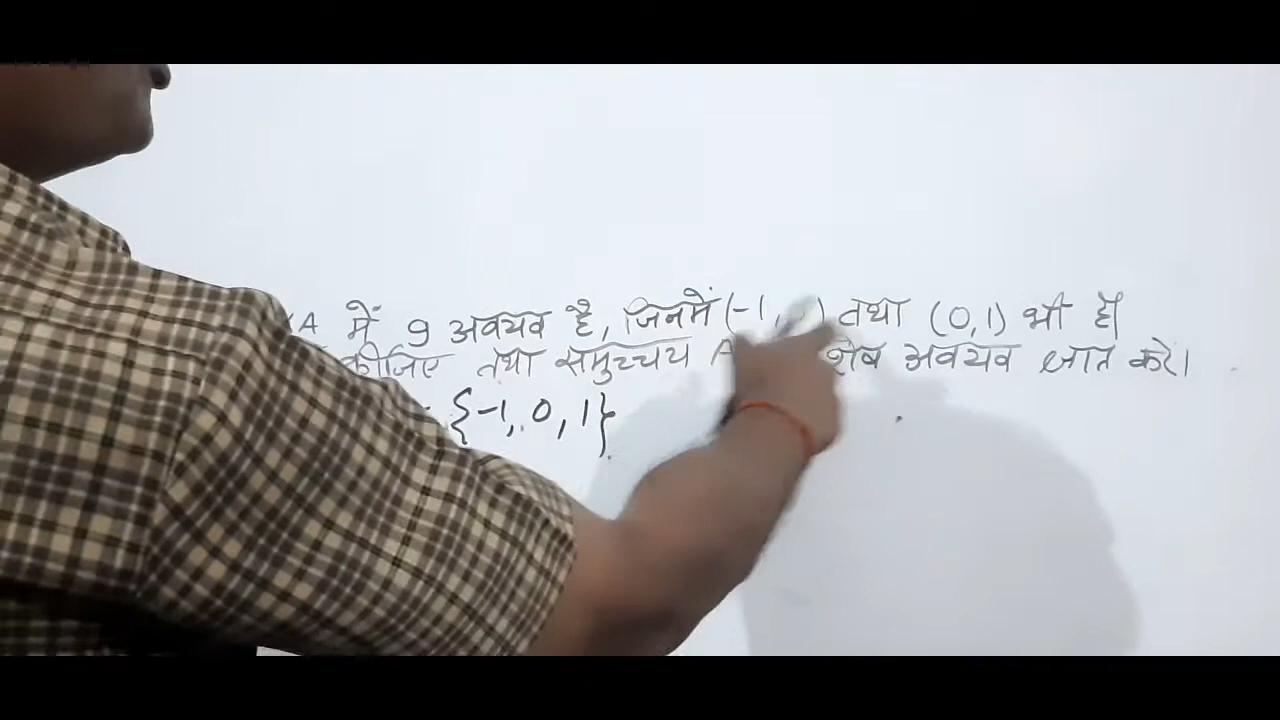 A में 9 अवयव है, जिनमें (-1, ) तथा (0,1) भी हैं
कीजिए तथा समुच्चय A शेष अवयव ज्ञात करें।
{-1, 0, 1}